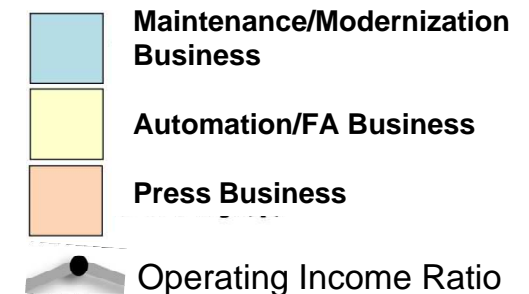 Maintenance/Modernization
Business
Automation/FA Business
Press Business
Operating Income Ratio